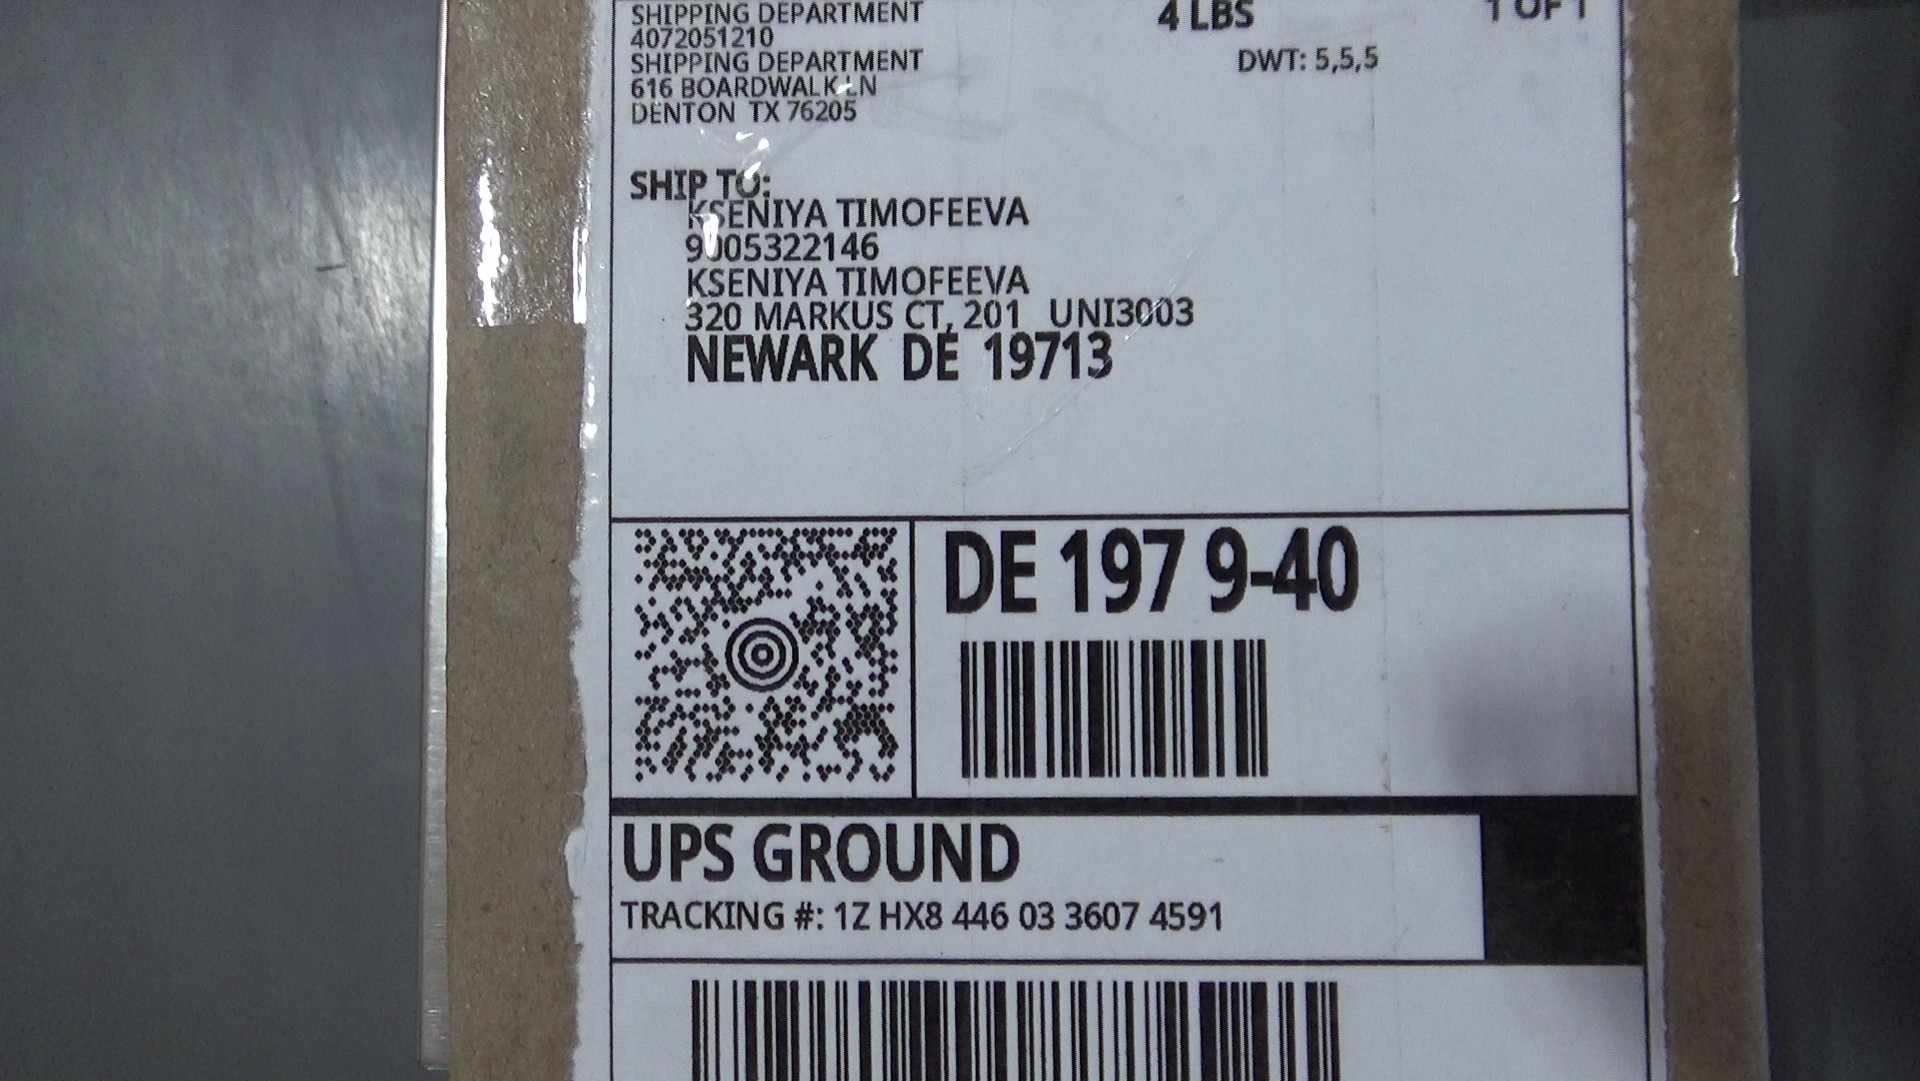 SHIPPING DEPARTMENT
4 LBS
1 OF 1
4072051210
SHIPPING DEPARTMENT
DWT: 5,5,5
616 BOARDWALK LN
DENTON TX 76205
SHIP TO:
KSENIYA TIMOFEEVA
9005322146
KSENIYA TIMOFEEVA
320 MARKUS CT, 201 UNI3003
NEWARK DE 19713
DE 197 9-40
UPS GROUND
TRACKING #: 1Z HX8 446 03 3607 4591